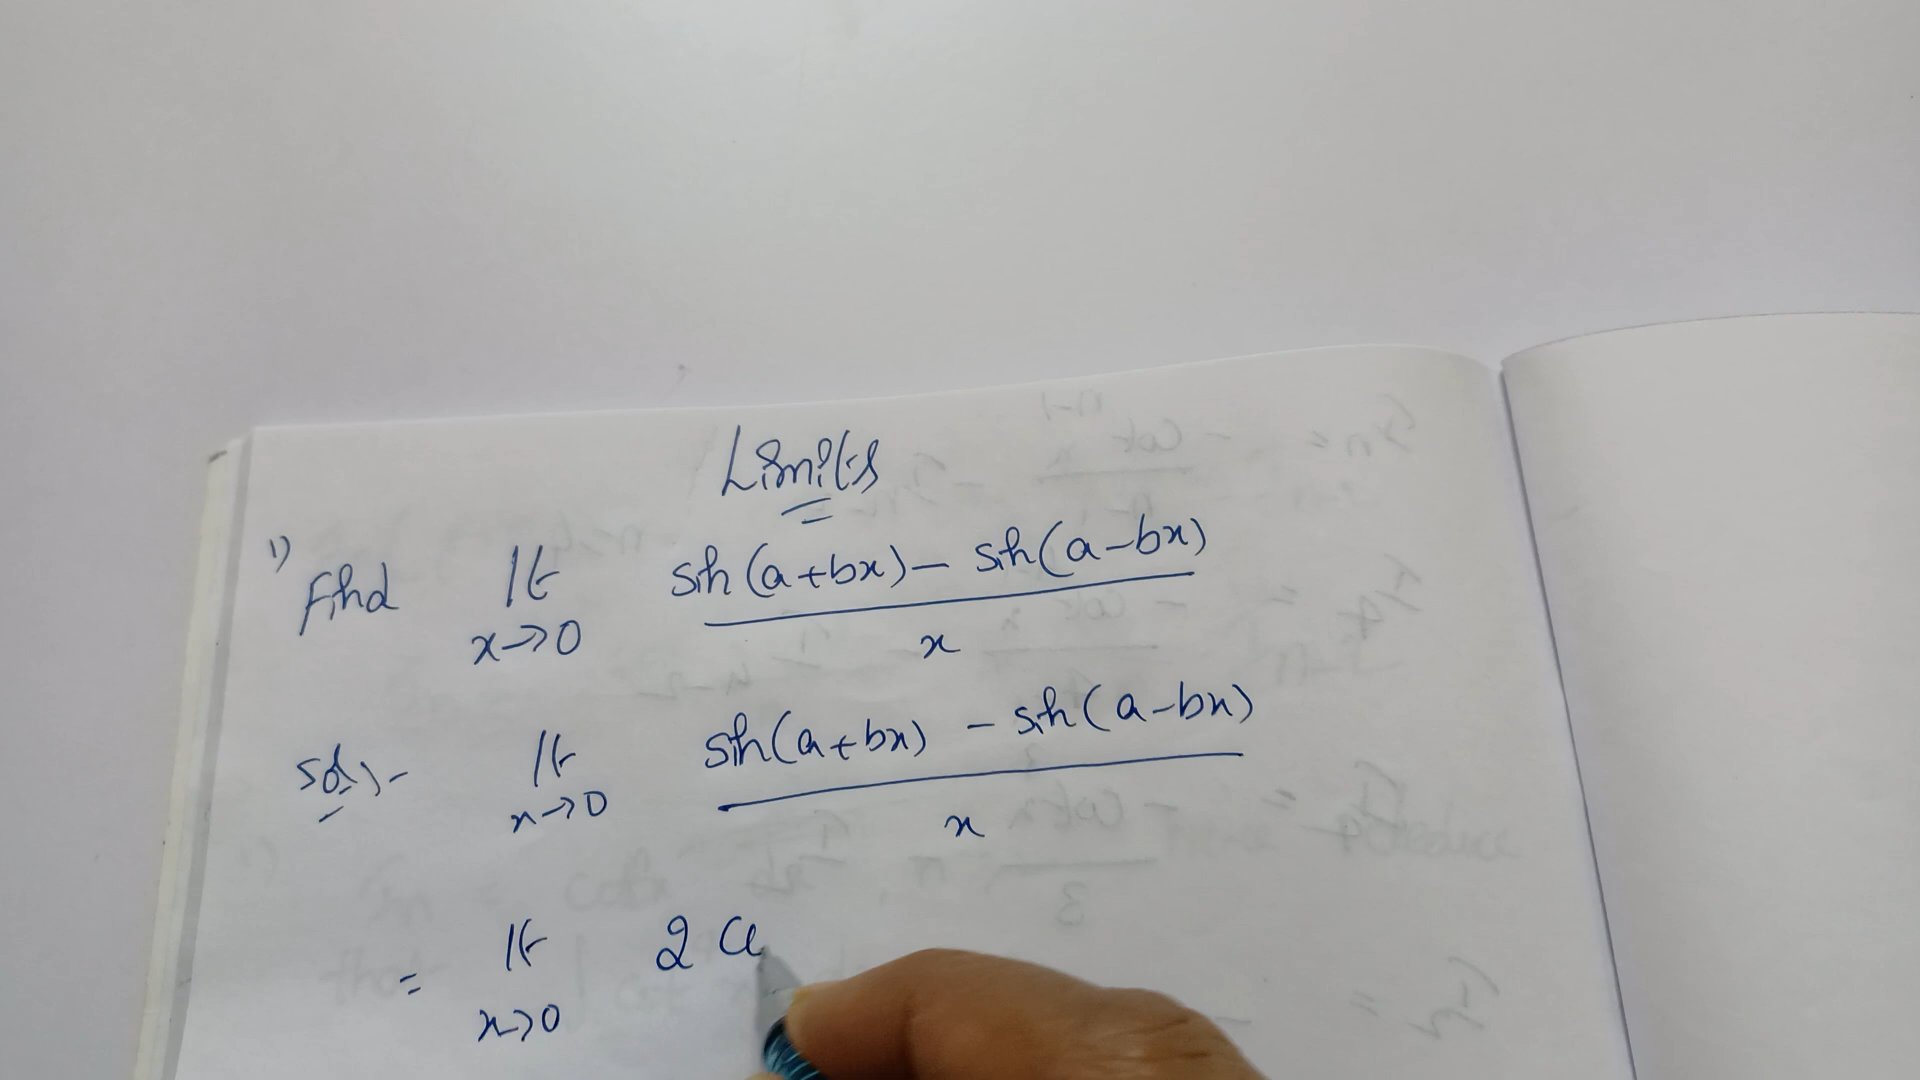 Limits
1) Find lt x→0 sin(a+bx) - sin(a-bx) / x
Sol:- lt x→0 sin(a+bx) - sin(a-bx) / x
= lt x→0 2 co